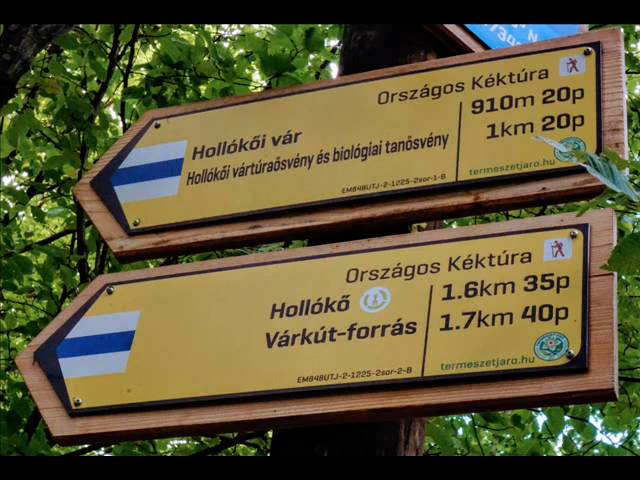 Országos Kéktúra
Hollókői vár 910m 20p
Hollókői vártúraösvény és biológiai tanösvény 1km 20p
termeszetjaro.hu
EM84BUTJ-2-1225-2sor-1-B
Országos Kéktúra
Hollókő 1.6km 35p
Várkút-forrás 1.7km 40p
termeszetjaro.hu
EM84BUTJ-2-1225-2sor-2-B